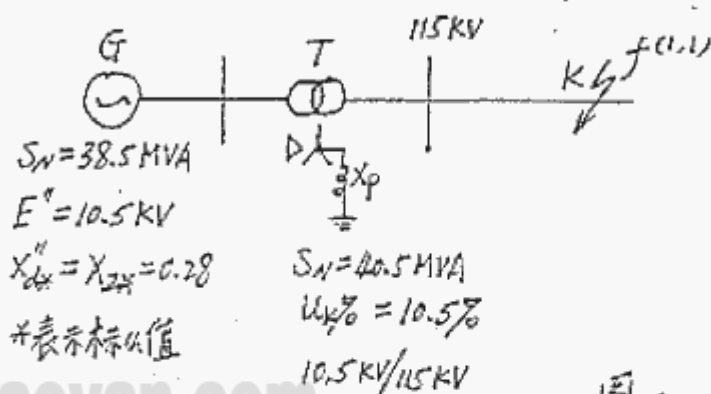 G
T
115KV
K
f(1,1)
S_N=38.5MVA
E"=10.5KV
X"_d*=X_2*=0.28
*表示标么值
D
X_p
S_N=40.5MVA
U_K%=10.5%
10.5KV/115KV